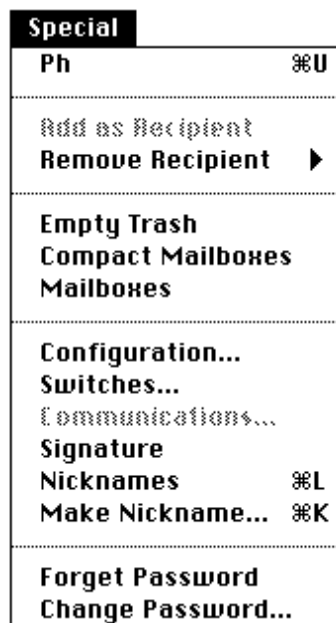 Special
Ph ⌘U
Add as Recipient
Remove Recipient ▶
Empty Trash
Compact Mailboxes
Mailboxes
Configuration...
Switches...
Communications...
Signature
Nicknames ⌘L
Make Nickname... ⌘K
Forget Password
Change Password...